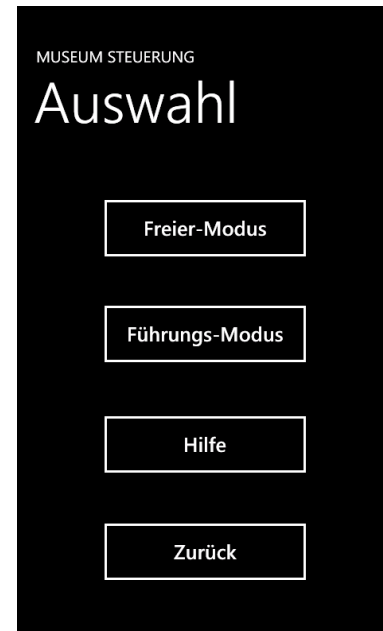 MUSEUM STEUERUNG
Auswahl
Freier-Modus
Führungs-Modus
Hilfe
Zurück